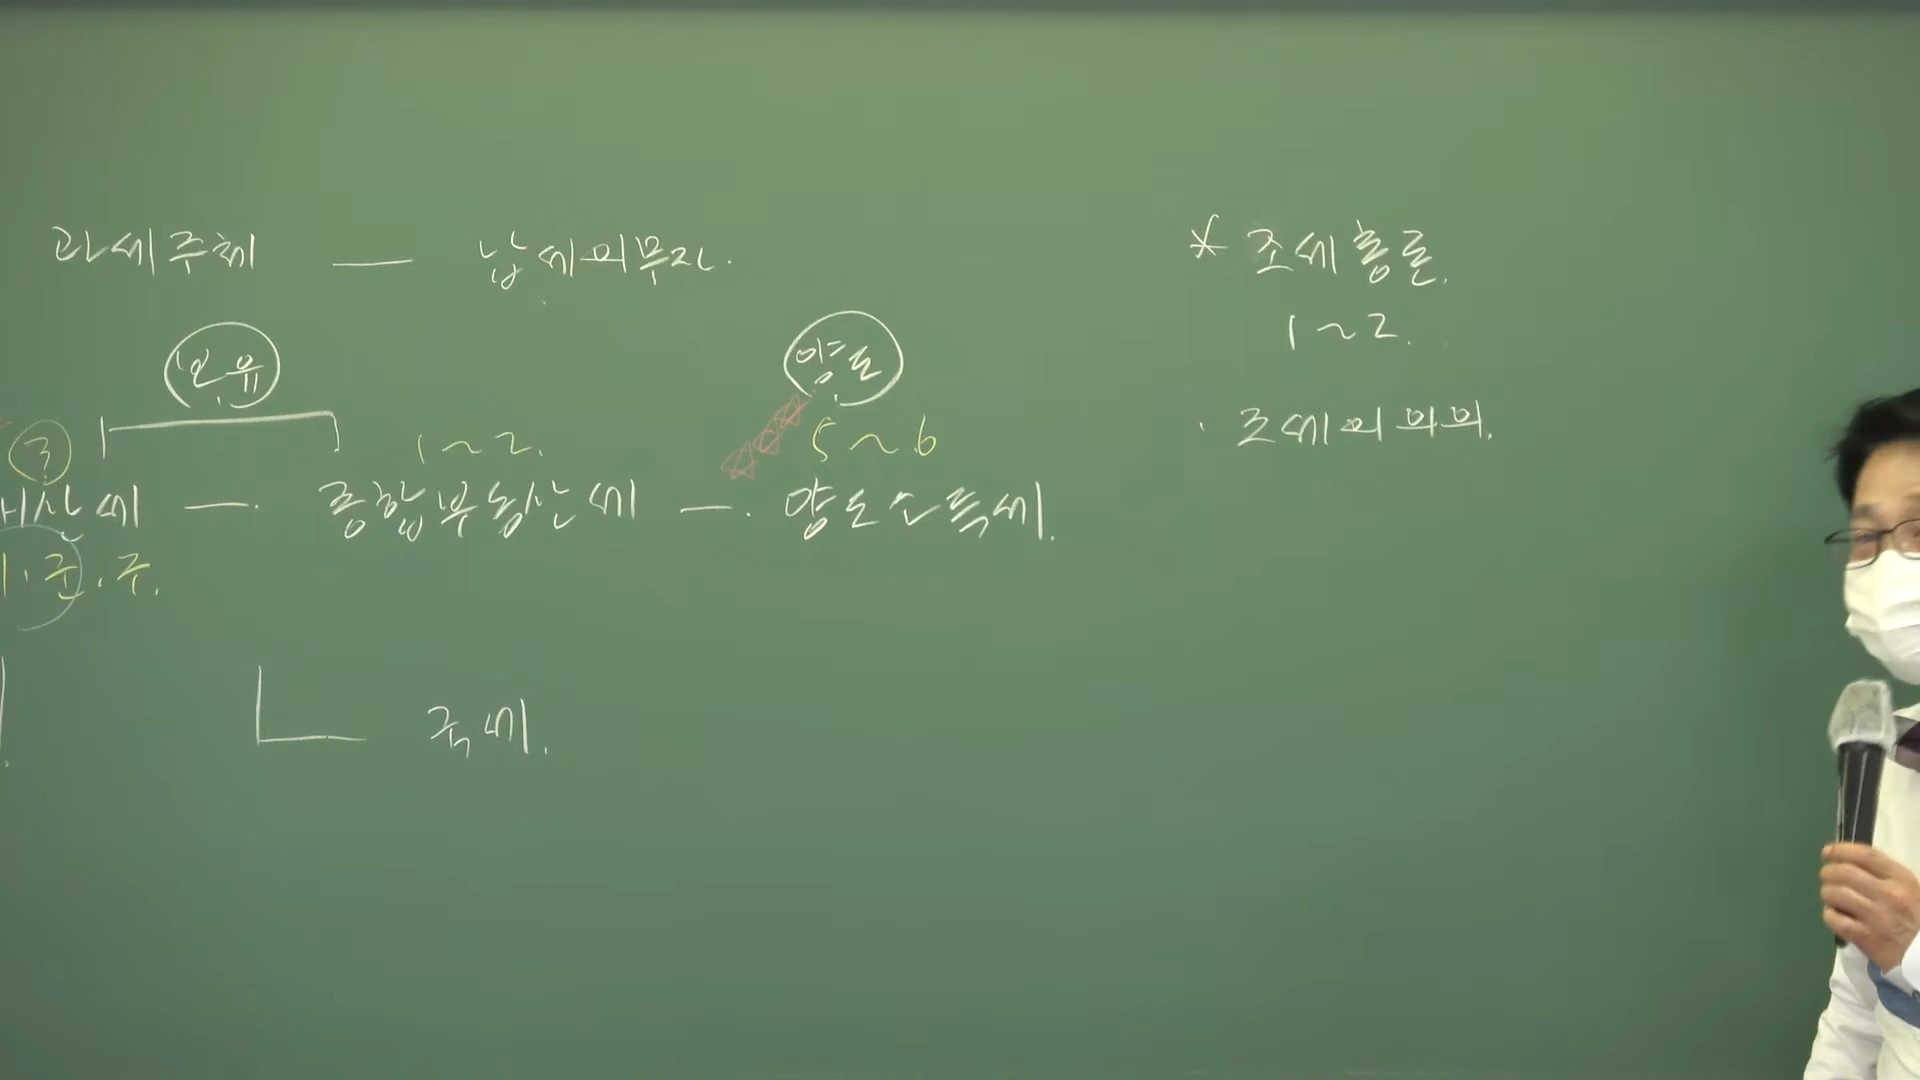 과세주체 — 납세의무자.
보유 양도
③ 1~2. 5~6
산세 — 종합부동산세 — 양도소득세.
준.주.
국세.
* 조세총론.
1~2.
· 조세의 의의.